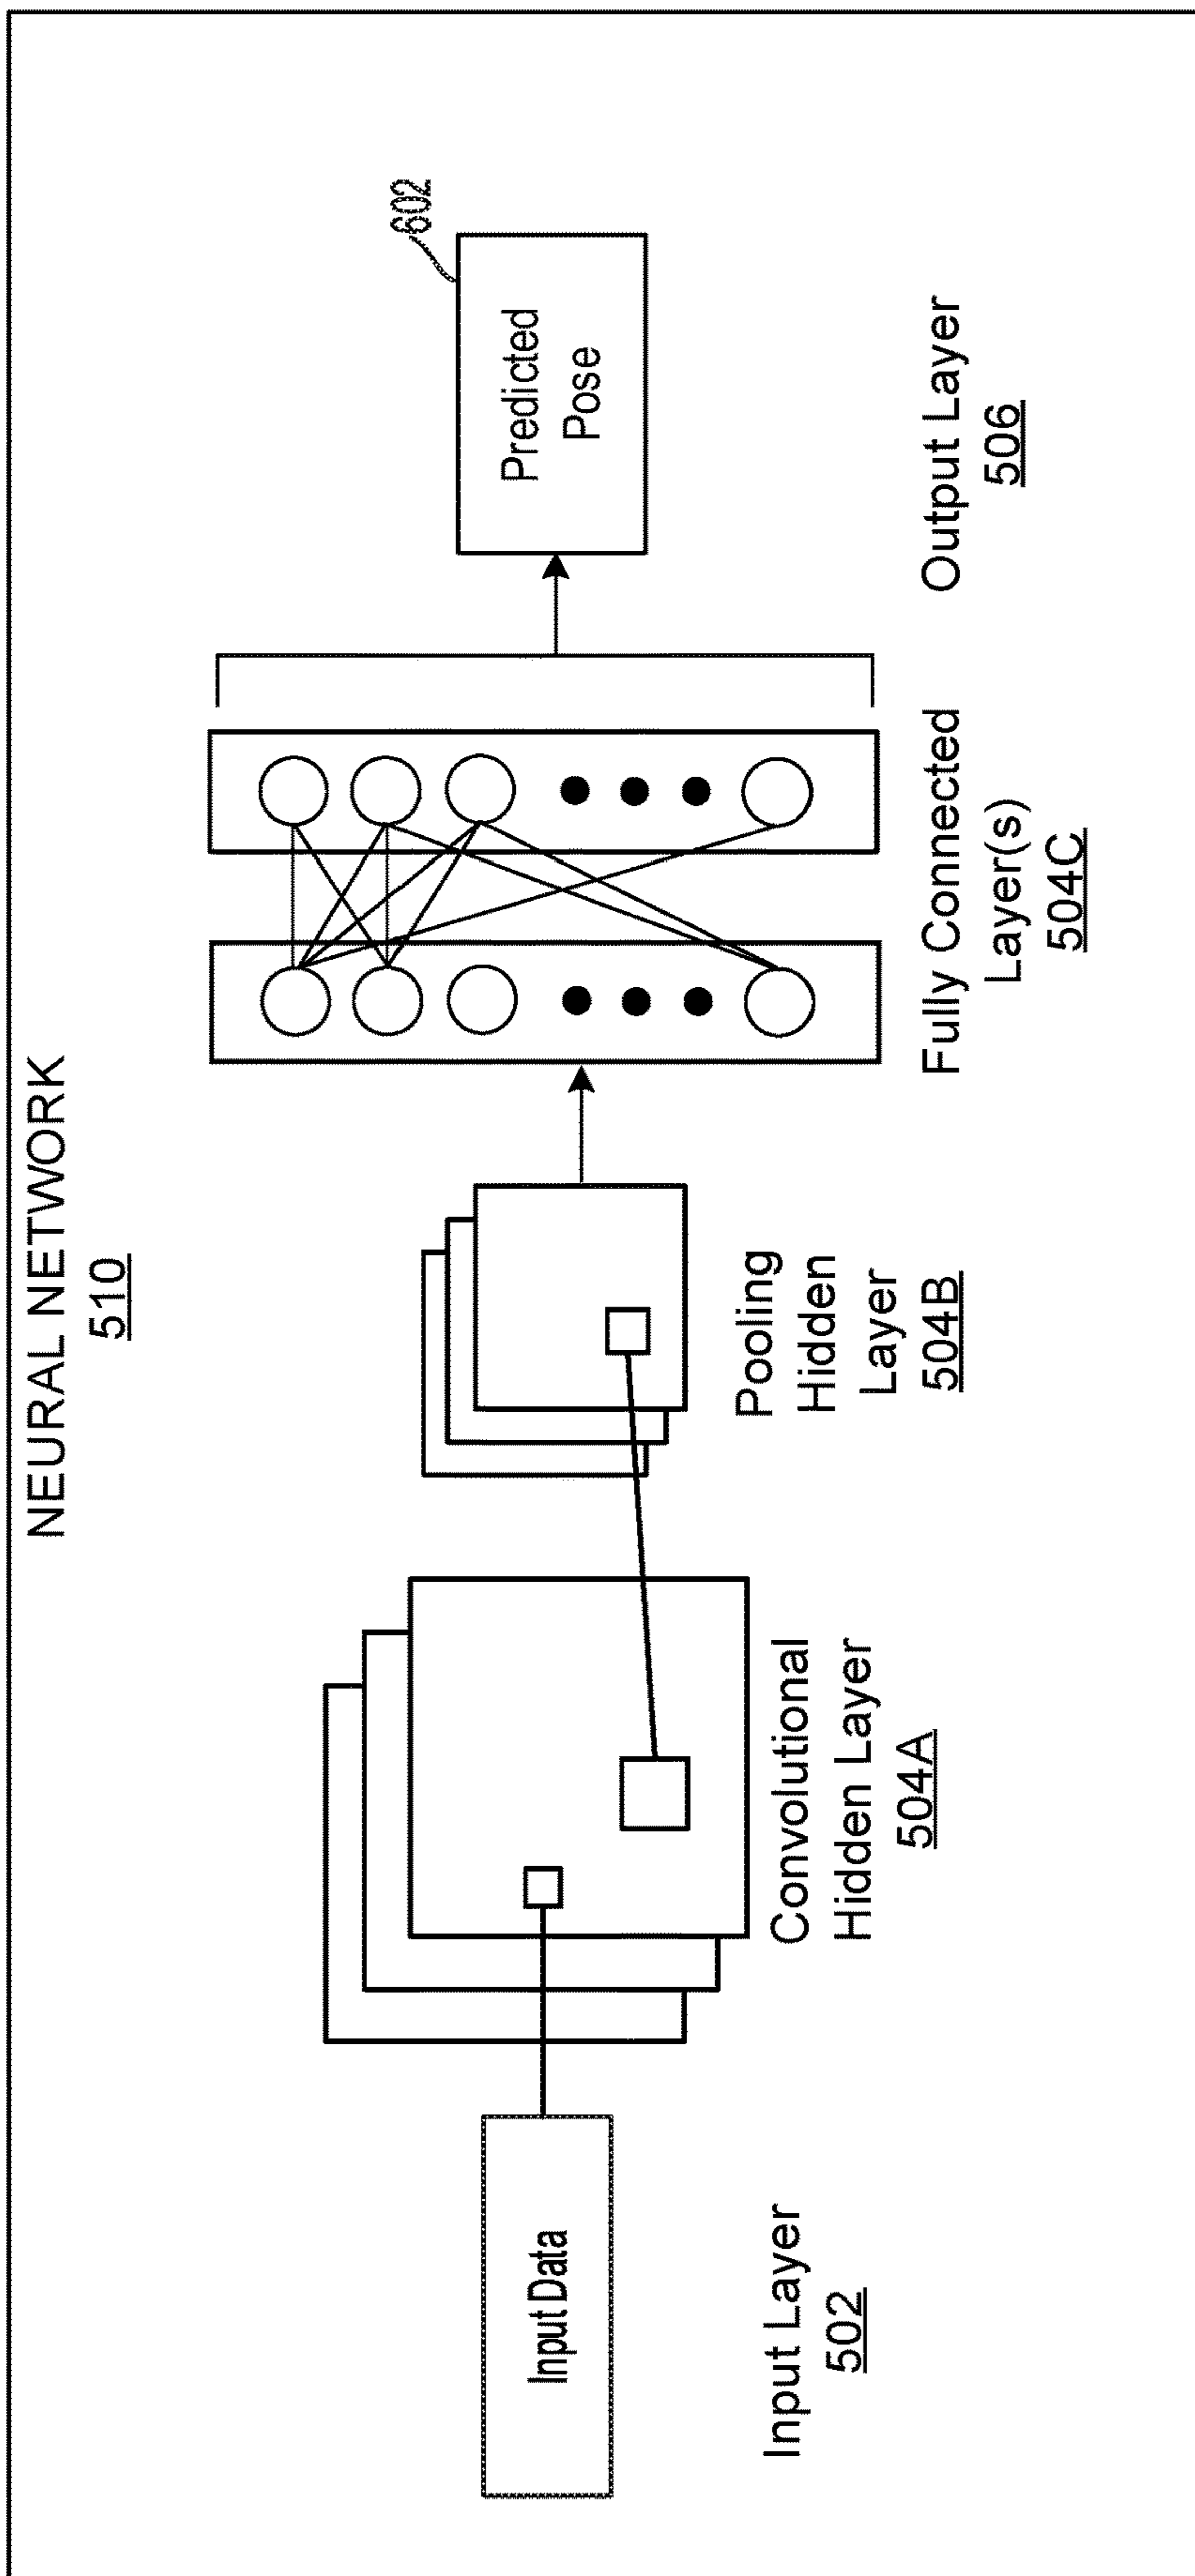 NEURAL NETWORK
510
Input Data
Input Layer
502
Convolutional
Hidden Layer
504A
Pooling
Hidden
Layer
504B
Fully Connected
Layer(s)
504C
602
Predicted
Pose
Output Layer
506